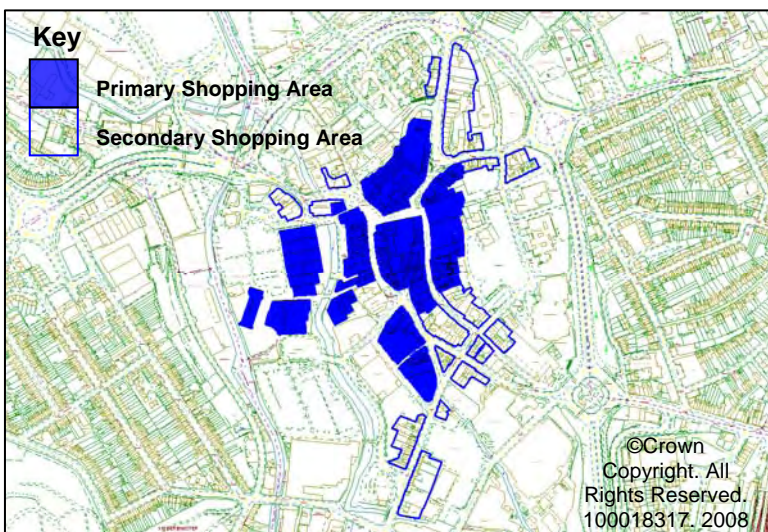 Key
Primary Shopping Area
Secondary Shopping Area
©Crown
Copyright. All
Rights Reserved.
100018317. 2008